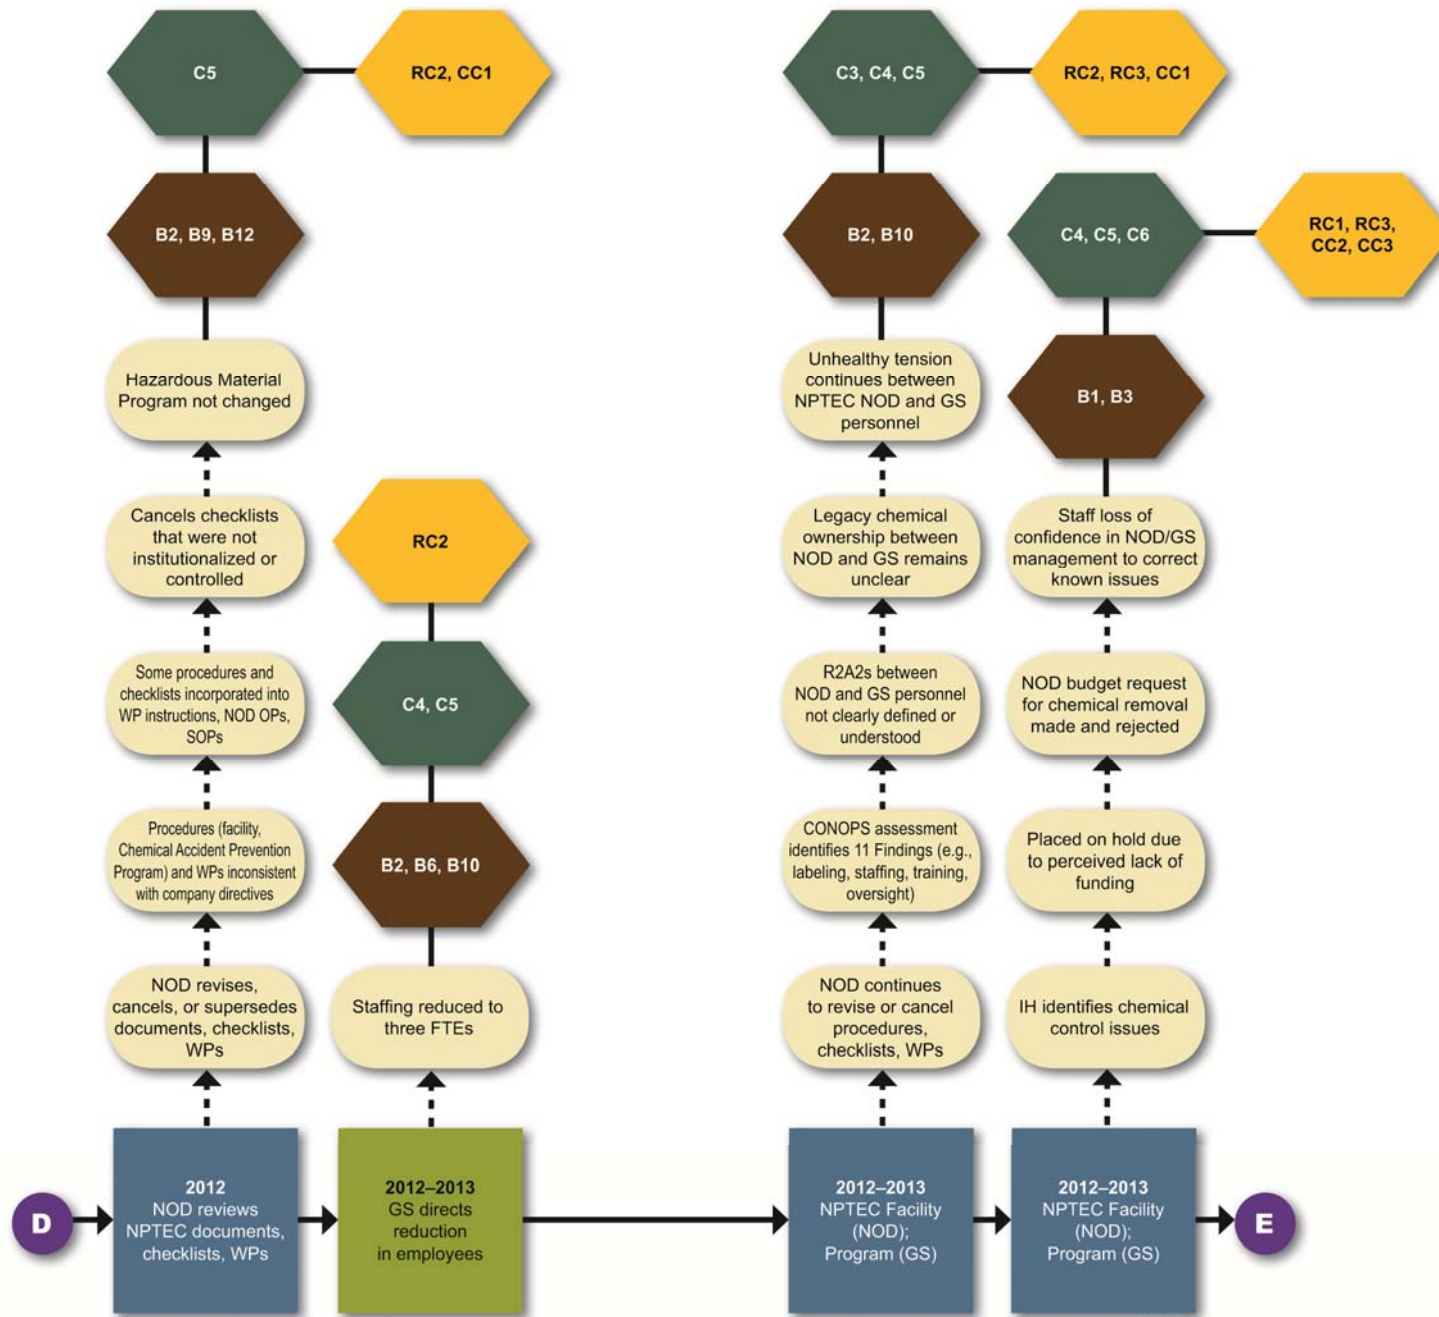 C5
RC2, CC1
B2, B9, B12
Hazardous Material
Program not changed
Cancels checklists
that were not
institutionalized or
controlled
Some procedures and
checklists incorporated into
WP instructions, NOD OPs,
SOPs
Procedures (facility,
Chemical Accident Prevention
Program) and WPs inconsistent
with company directives
NOD revises,
cancels, or supersedes
documents, checklists,
WPs
RC2
C4, C5
B2, B6, B10
Staffing reduced to
three FTEs
C3, C4, C5
RC2, RC3, CC1
B2, B10
Unhealthy tension
continues between
NPTEC NOD and GS
personnel
Legacy chemical
ownership between
NOD and GS remains
unclear
R2A2s between
NOD and GS personnel
not clearly defined or
understood
CONOPS assessment
identifies 11 Findings (e.g.,
labeling, staffing, training,
oversight)
NOD continues
to revise or cancel
procedures,
checklists, WPs
C4, C5, C6
RC1, RC3,
CC2, CC3
B1, B3
Staff loss of
confidence in NOD/GS
management to correct
known issues
NOD budget request
for chemical removal
made and rejected
Placed on hold due
to perceived lack of
funding
IH identifies chemical
control issues
D
2012
NOD reviews
NPTEC documents,
checklists, WPs
2012–2013
GS directs
reduction
in employees
2012–2013
NPTEC Facility
(NOD);
Program (GS)
2012–2013
NPTEC Facility
(NOD);
Program (GS)
E